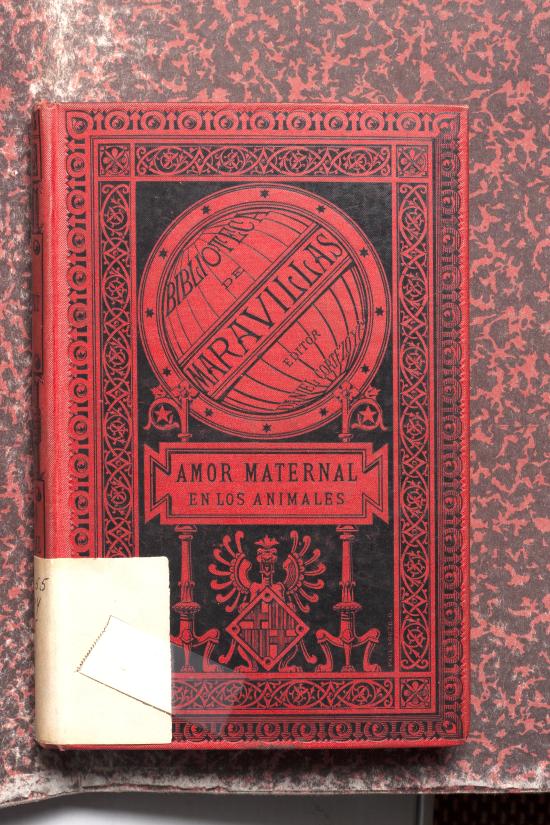 BIBLIOTECA
DE
MARAVILLAS
EDITOR
AMOR MATERNAL
EN LOS ANIMALES